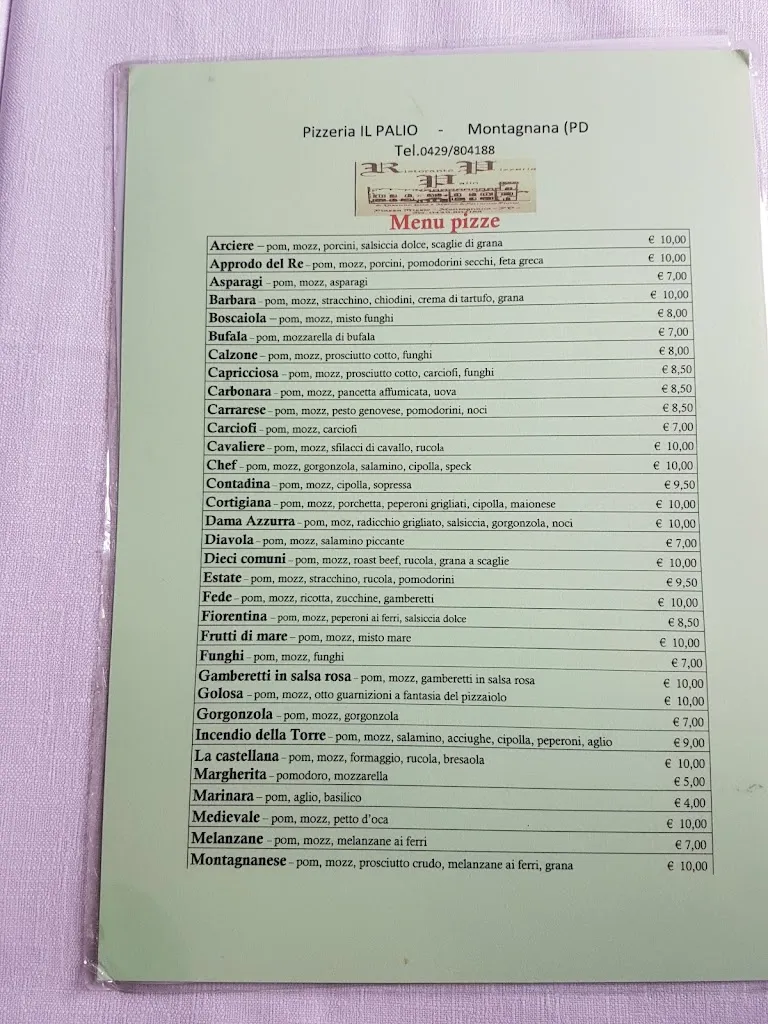 Pizzeria IL PALIO - Montagnana (PD
Tel.0429/804188
Ristorante Pizzeria
Menu pizze
Arciere – pom, mozz, porcini, salsiccia dolce, scaglie di grana € 10,00
Approdo del Re – pom, mozz, porcini, pomodorini secchi, feta greca € 10,00
Asparagi – pom, mozz, asparagi € 7,00
Barbara – pom, mozz, stracchino, chiodini, crema di tartufo, grana € 10,00
Boscaiola – pom, mozz, misto funghi € 8,00
Bufala – pom, mozzarella di bufala € 7,00
Calzone – pom, mozz, prosciutto cotto, funghi € 8,00
Capricciosa – pom, mozz, prosciutto cotto, carciofi, funghi € 8,50
Carbonara – pom, mozz, pancetta affumicata, uova € 8,50
Carrarese – pom, mozz, pesto genovese, pomodorini, noci € 8,50
Carciofi – pom, mozz, carciofi € 7,00
Cavaliere – pom, mozz, sfilacci di cavallo, rucola € 10,00
Chef – pom, mozz, gorgonzola, salamino, cipolla, speck € 10,00
Contadina – pom, mozz, cipolla, sopressa € 9,50
Cortigiana – pom, mozz, porchetta, peperoni grigliati, cipolla, maionese € 10,00
Dama Azzurra – pom, moz, radicchio grigliato, salsiccia, gorgonzola, noci € 10,00
Diavola – pom, mozz, salamino piccante € 7,00
Dieci comuni – pom, mozz, roast beef, rucola, grana a scaglie € 10,00
Estate – pom, mozz, stracchino, rucola, pomodorini € 9,50
Fede – pom, mozz, ricotta, zucchine, gamberetti € 10,00
Fiorentina – pom, mozz, peperoni ai ferri, salsiccia dolce € 8,50
Frutti di mare – pom, mozz, misto mare € 10,00
Funghi – pom, mozz, funghi € 7,00
Gamberetti in salsa rosa – pom, mozz, gamberetti in salsa rosa € 10,00
Golosa – pom, mozz, otto guarnizioni a fantasia del pizzaiolo € 10,00
Gorgonzola – pom, mozz, gorgonzola € 7,00
Incendio della Torre – pom, mozz, salamino, acciughe, cipolla, peperoni, aglio € 9,00
La castellana – pom, mozz, formaggio, rucola, bresaola € 10,00
Margherita – pomodoro, mozzarella € 5,00
Marinara – pom, aglio, basilico € 4,00
Medievale – pom, mozz, petto d'oca € 10,00
Melanzane – pom, mozz, melanzane ai ferri € 7,00
Montagnanese – pom, mozz, prosciutto crudo, melanzane ai ferri, grana € 10,00